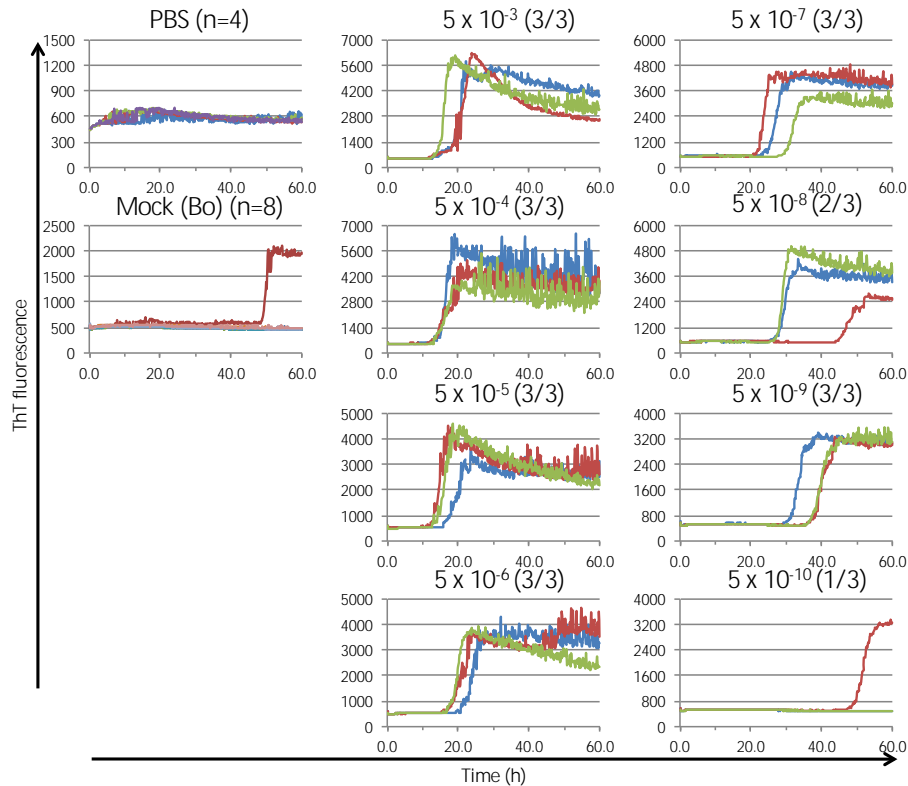 PBS (n=4)
1500
1200
900
600
300
0
0.0 20.0 40.0 60.0
Mock (Bo) (n=8)
2500
2000
1500
1000
500
0
0.0 20.0 40.0 60.0
5 x 10-3 (3/3)
7000
5600
4200
2800
1400
0
0.0 20.0 40.0 60.0
5 x 10-4 (3/3)
7000
5600
4200
2800
1400
0
0.0 20.0 40.0 60.0
5 x 10-5 (3/3)
5000
4000
3000
2000
1000
0
0.0 20.0 40.0 60.0
5 x 10-6 (3/3)
5000
4000
3000
2000
1000
0
0.0 20.0 40.0 60.0
5 x 10-7 (3/3)
6000
4800
3600
2400
1200
0
0.0 20.0 40.0 60.0
5 x 10-8 (2/3)
6000
4800
3600
2400
1200
0
0.0 20.0 40.0 60.0
5 x 10-9 (3/3)
4000
3200
2400
1600
800
0
0.0 20.0 40.0 60.0
5 x 10-10 (1/3)
4000
3200
2400
1600
800
0
0.0 20.0 40.0 60.0
ThT fluorescence
Time (h)